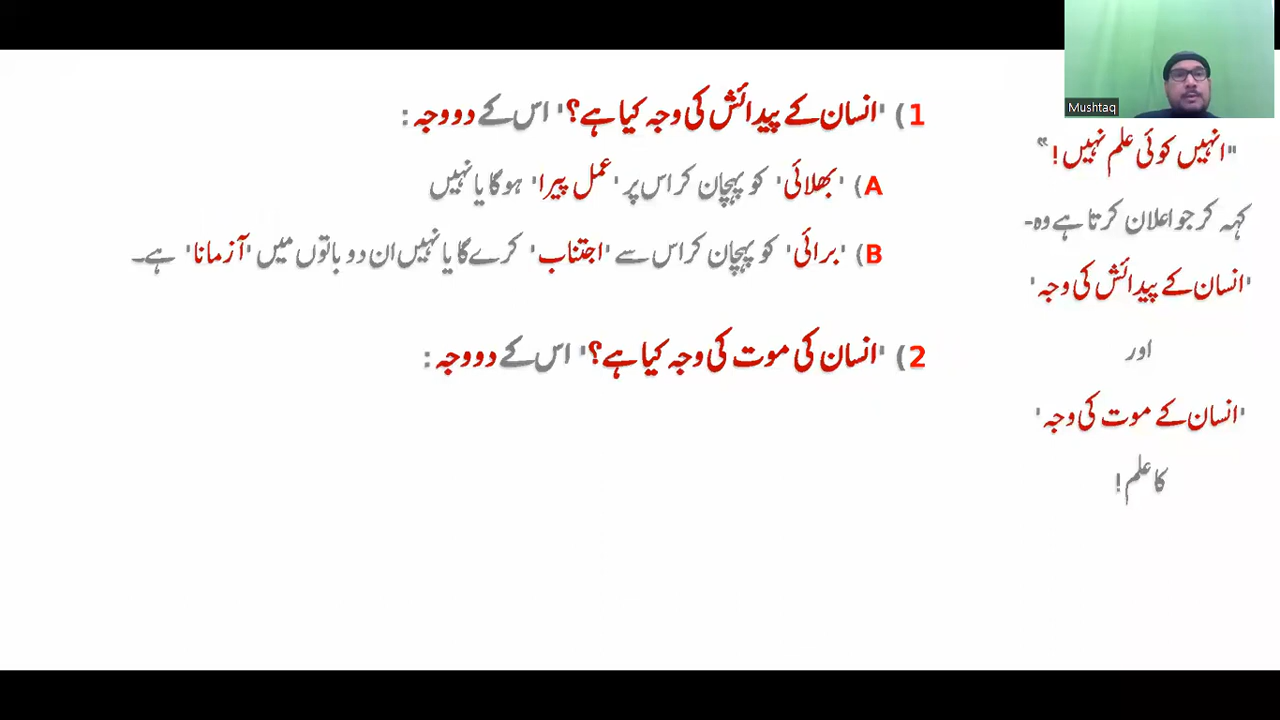 Mushtaq
"انہیں کوئی علم نہیں!"
کہہ کر جو اعلان کرتا ہے وہ-
'انسان کے پیدائش کی وجہ'
اور
'انسان کے موت کی وجہ'
کا علم!
1) 'انسان کے پیدائش کی وجہ کیا ہے؟' اس کے دو وجہ :
A) 'بھلائی' کو پہچان کر اس پر 'عمل پیرا' ہوگا یا نہیں
B) 'برائی' کو پہچان کر اس سے 'اجتناب' کرے گا یا نہیں ان دو باتوں میں 'آزمانا' ہے۔
2) 'انسان کی موت کی وجہ کیا ہے؟' اس کے دو وجہ :